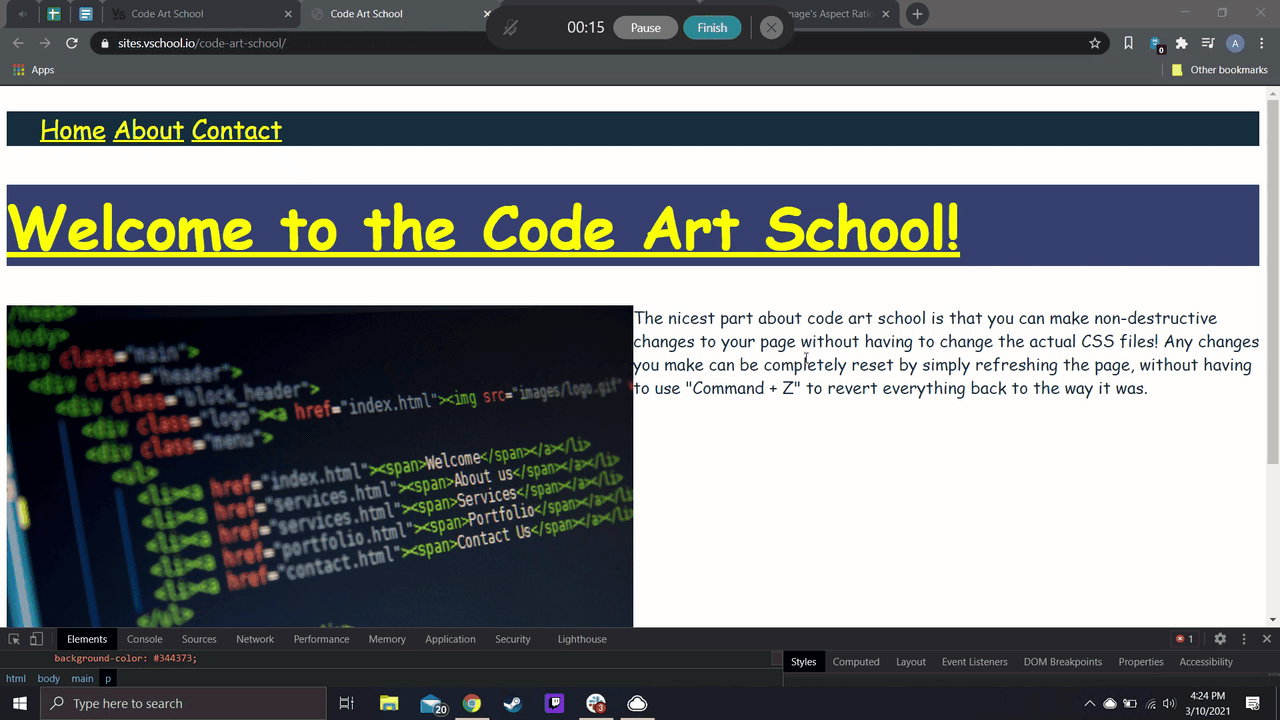 Code Art School
Code Art School
mage's Aspect Ratio
00:15
Pause
Finish
sites.vschool.io/code-art-school/
0
A
Apps
Other bookmarks
Home About Contact
Welcome to the Code Art School!
The nicest part about code art school is that you can make non-destructive
changes to your page without having to change the actual CSS files! Any changes
you make can be completely reset by simply refreshing the page, without having
to use "Command + Z" to revert everything back to the way it was.
class="main">
<div class="header">
<div class="block_header">
<div class="logo"><a href="index.html"><img src="images/logo.gif"
<div class="menu">
<ul>
<li><a href="index.html"><span>Welcome</span></a></li>
<li><a href="services.html"><span>About us</span></a></li>
<li><a href="services.html"><span>Services</span></a></li>
<li><a href="portfolio.html"><span>Portfolio</span></a></li>
<li><a href="contact.html"><span>Contact Us</span></a></li>
</ul>
Elements
Console
Sources
Network
Performance
Memory
Application
Security
Lighthouse
1
background-color: #344373;
Styles
Computed
Layout
Event Listeners
DOM Breakpoints
Properties
Accessibility
html body main p
Type here to search
20
3
4:24 PM
3/10/2021